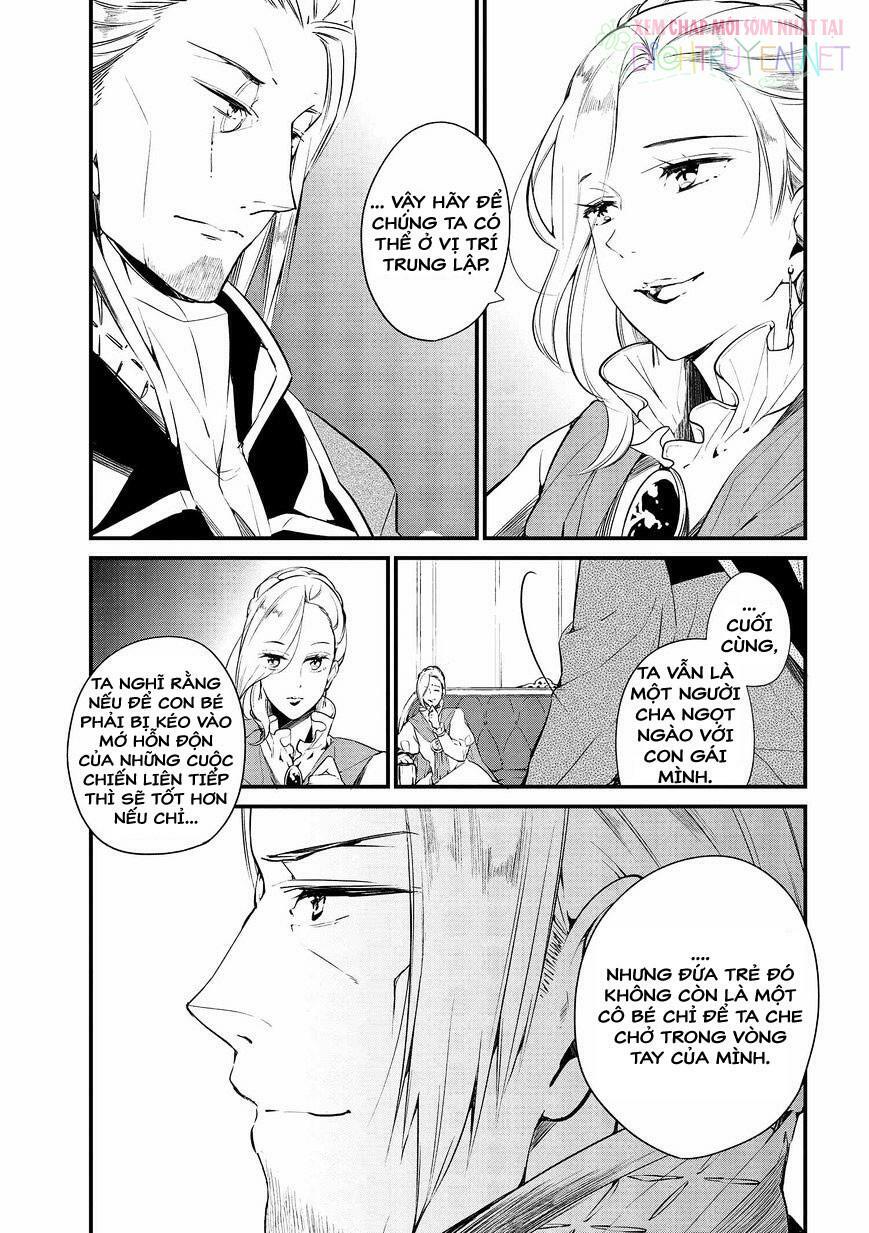 XEM CHAP MỚI SỚM NHẤT TẠI
DICHTRUYEN.NET
... VẬY HÃY ĐỂ
CHÚNG TA CÓ
THỂ Ở VỊ TRÍ
TRUNG LẬP.
...
CUỐI
CÙNG,
TA VẪN LÀ
MỘT NGƯỜI
CHA NGỌT
NGÀO VỚI
CON GÁI
MÌNH.
TA NGHĨ RẰNG
NẾU ĐỂ CON BÉ
PHẢI BỊ KÉO VÀO
MỚ HỖN ĐỘN
CỦA NHỮNG CUỘC
CHIẾN LIÊN TIẾP
THÌ SẼ TỐT HƠN
NẾU CHỈ...
....
NHƯNG ĐỨA TRẺ ĐÓ
KHÔNG CÒN LÀ MỘT
CÔ BÉ CHỈ ĐỂ TA CHE
CHỞ TRONG VÒNG
TAY CỦA MÌNH.